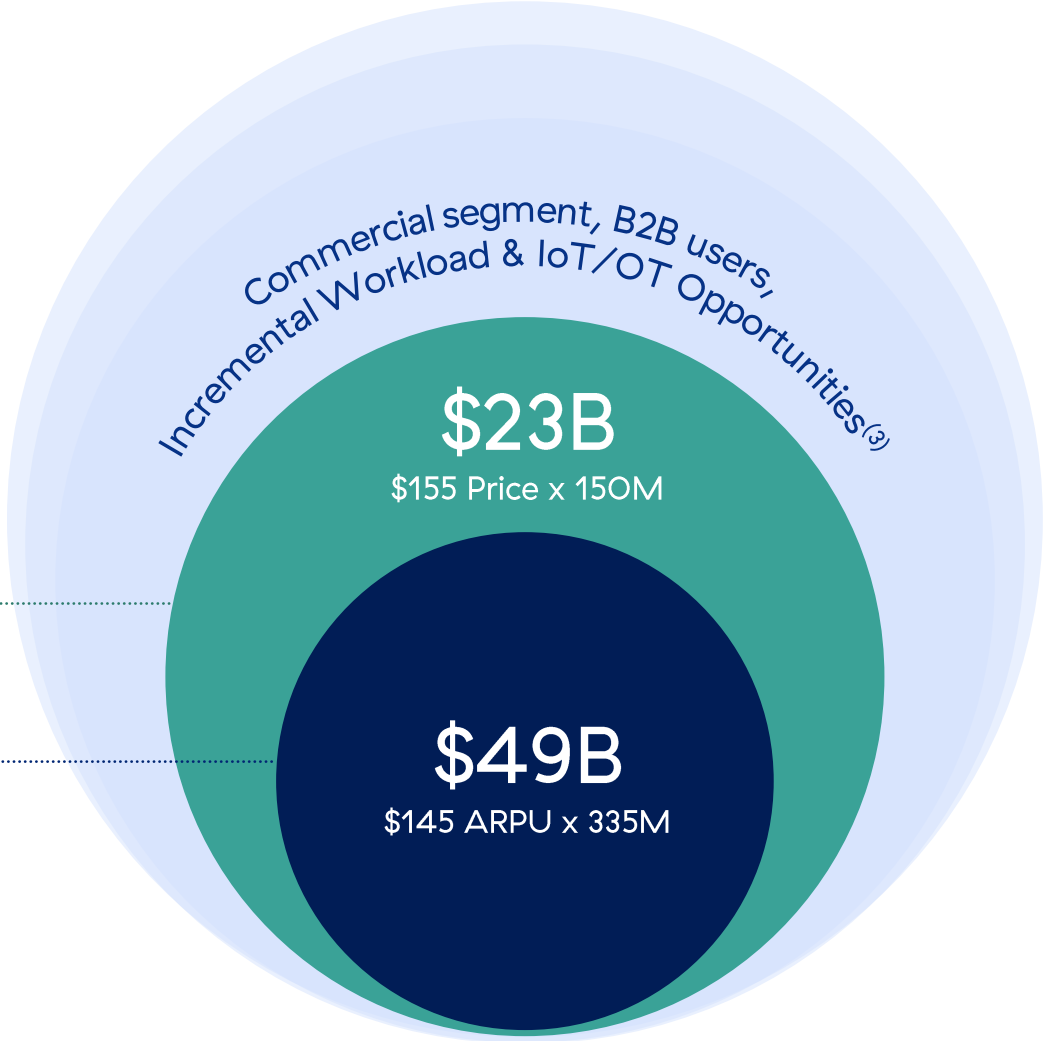 Commercial segment, B2B users,
Incremental Workload & IoT/OT Opportunities(3)
$23B
$155 Price x 150M
$49B
$145 ARPU x 335M